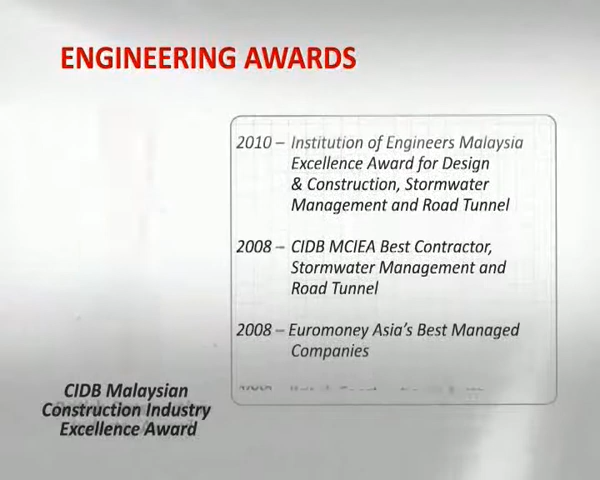 ENGINEERING AWARDS
2010 – Institution of Engineers Malaysia
Excellence Award for Design
& Construction, Stormwater
Management and Road Tunnel
2008 – CIDB MCIEA Best Contractor,
Stormwater Management and
Road Tunnel
2008 – Euromoney Asia's Best Managed
Companies
CIDB Malaysian
Construction Industry
Excellence Award